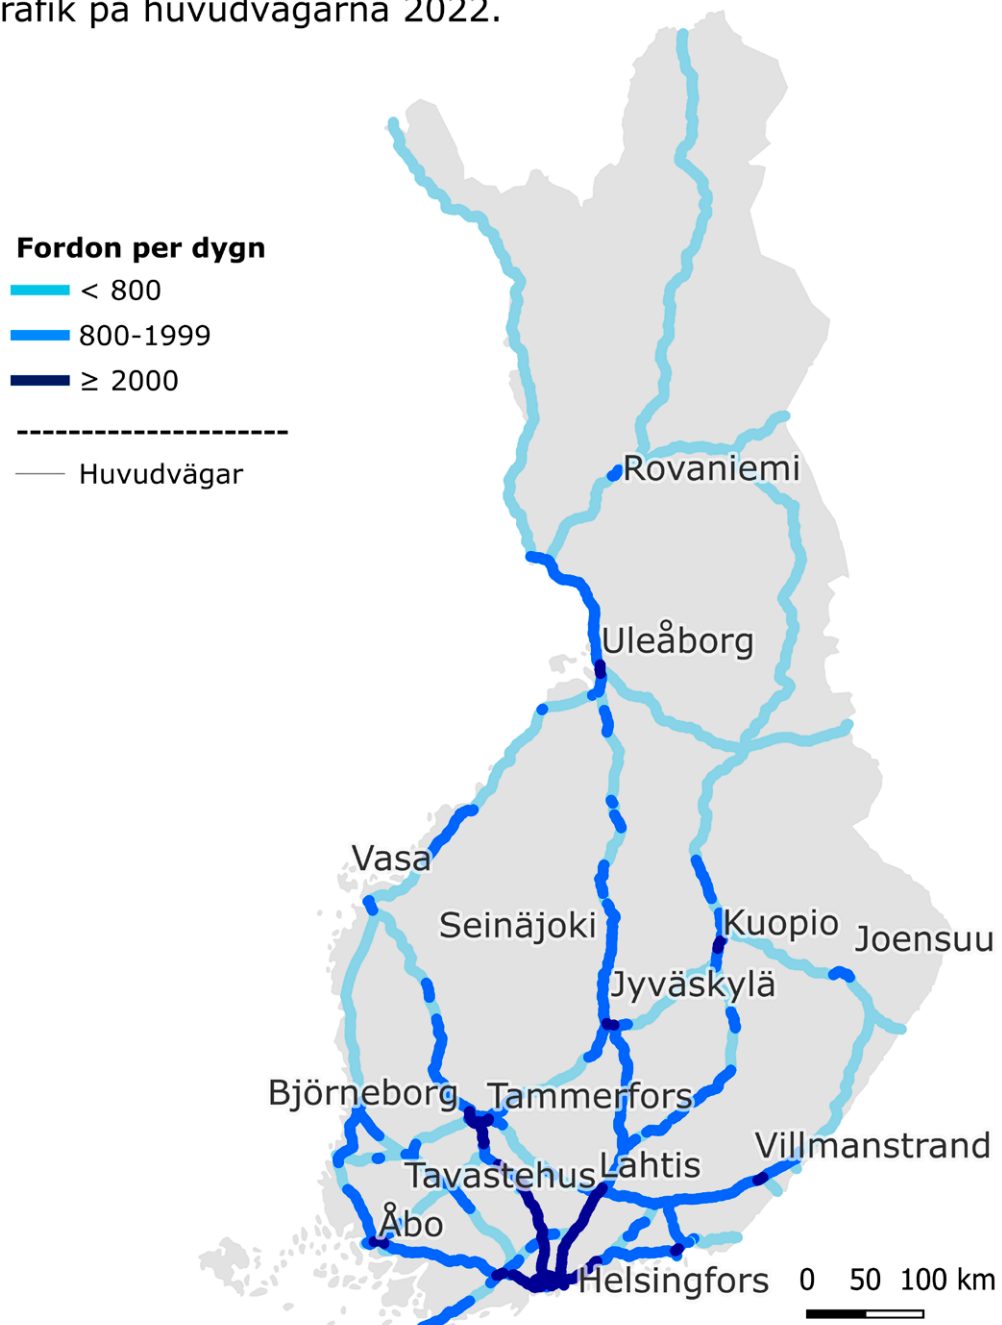 rafik på huvudvägarna 2022.
Fordon per dygn
< 800
800-1999
≥ 2000
---------------------
Huvudvägar
Rovaniemi
Uleåborg
Vasa
Seinäjoki
Kuopio
Joensuu
Jyväskylä
Björneborg
Tammerfors
Villmanstrand
Tavastehus
Lahtis
Åbo
Helsingfors
0 50 100 km